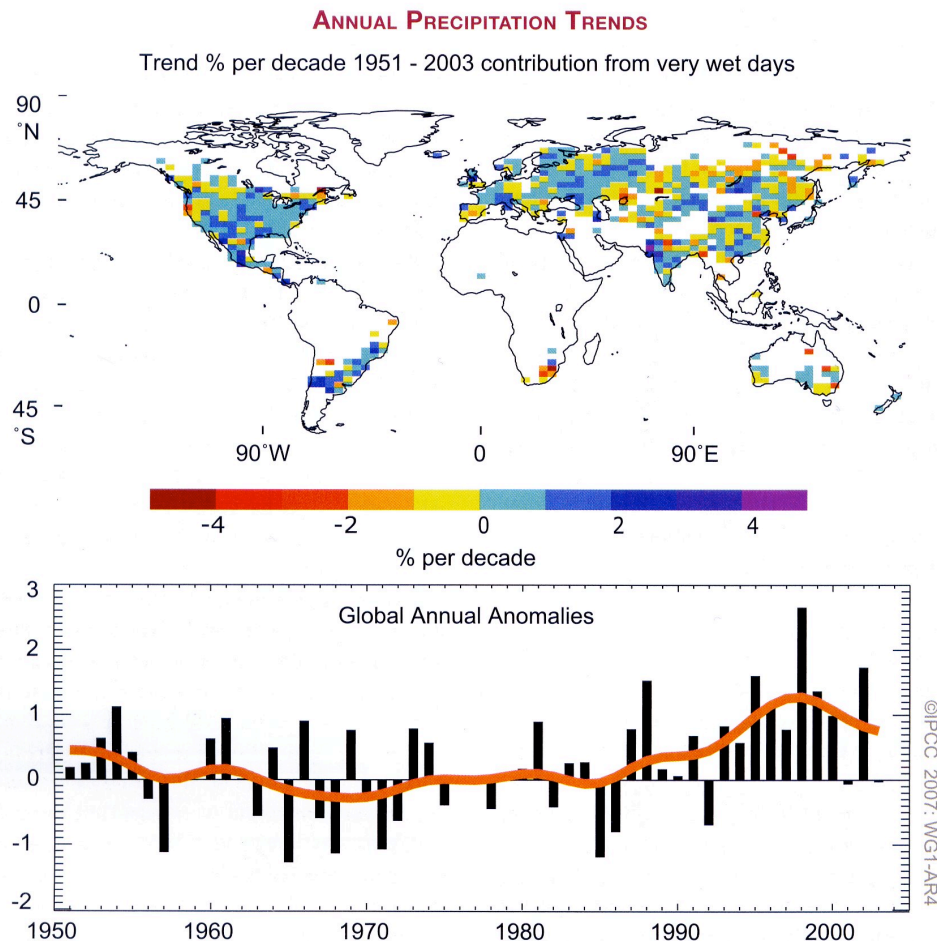 ANNUAL PRECIPITATION TRENDS
Trend % per decade 1951 - 2003 contribution from very wet days
90
°N
45
0
45
°S
90°W 0 90°E
-4 -2 0 2 4
% per decade
Global Annual Anomalies
3
2
1
0
-1
-2
1950 1960 1970 1980 1990 2000
©IPCC 2007: WG1-AR4